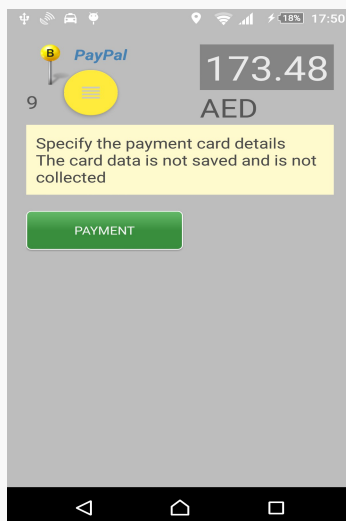 18% 17:50
B PayPal
173.48
9
AED
Specify the payment card details
The card data is not saved and is not
collected
PAYMENT